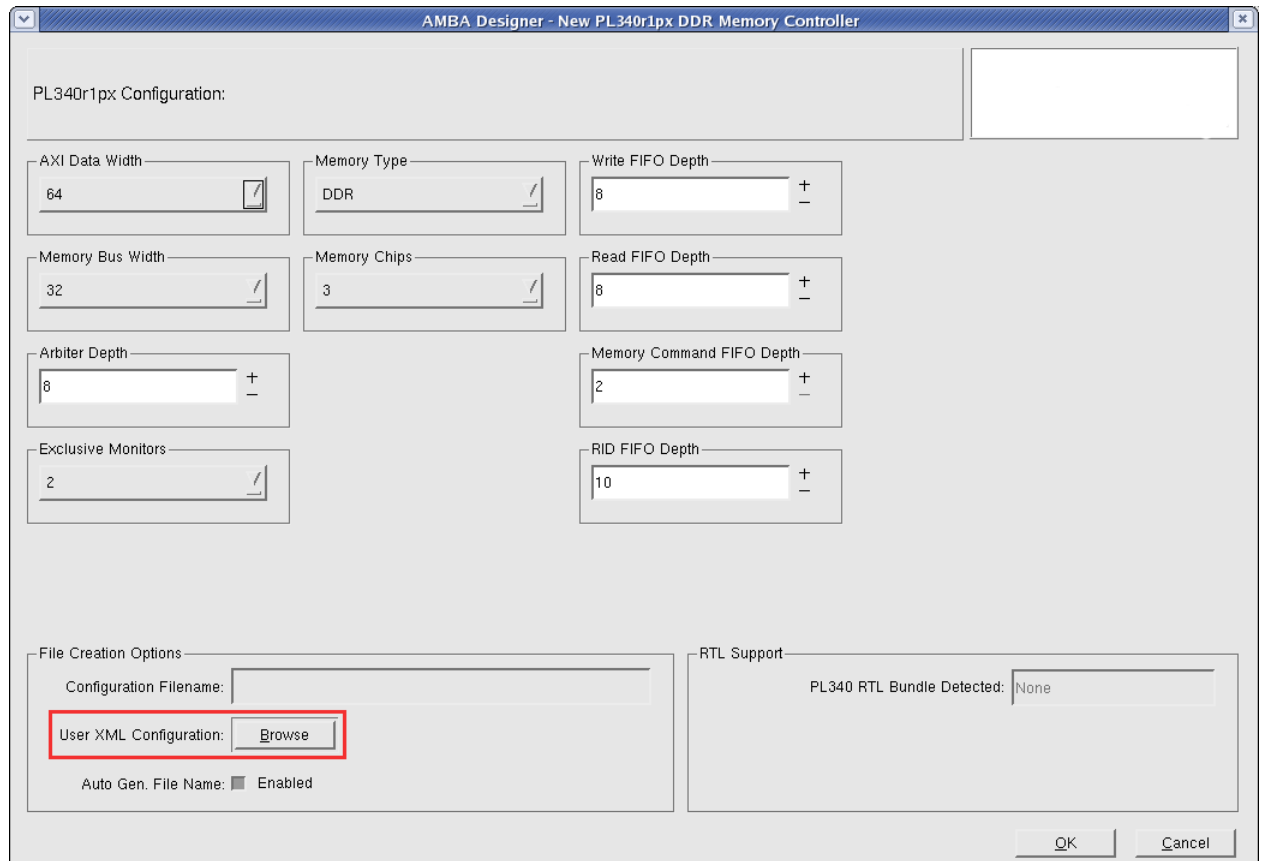 AMBA Designer - New PL340r1px DDR Memory Controller
PL340r1px Configuration:
AXI Data Width
64
Memory Type
DDR
Write FIFO Depth
8
+
–
Memory Bus Width
32
Memory Chips
3
Read FIFO Depth
8
+
–
Arbiter Depth
8
+
–
Memory Command FIFO Depth
2
+
–
Exclusive Monitors
2
RID FIFO Depth
10
+
–
File Creation Options
Configuration Filename:
User XML Configuration: Browse
Auto Gen. File Name: Enabled
RTL Support
PL340 RTL Bundle Detected: None
OK Cancel